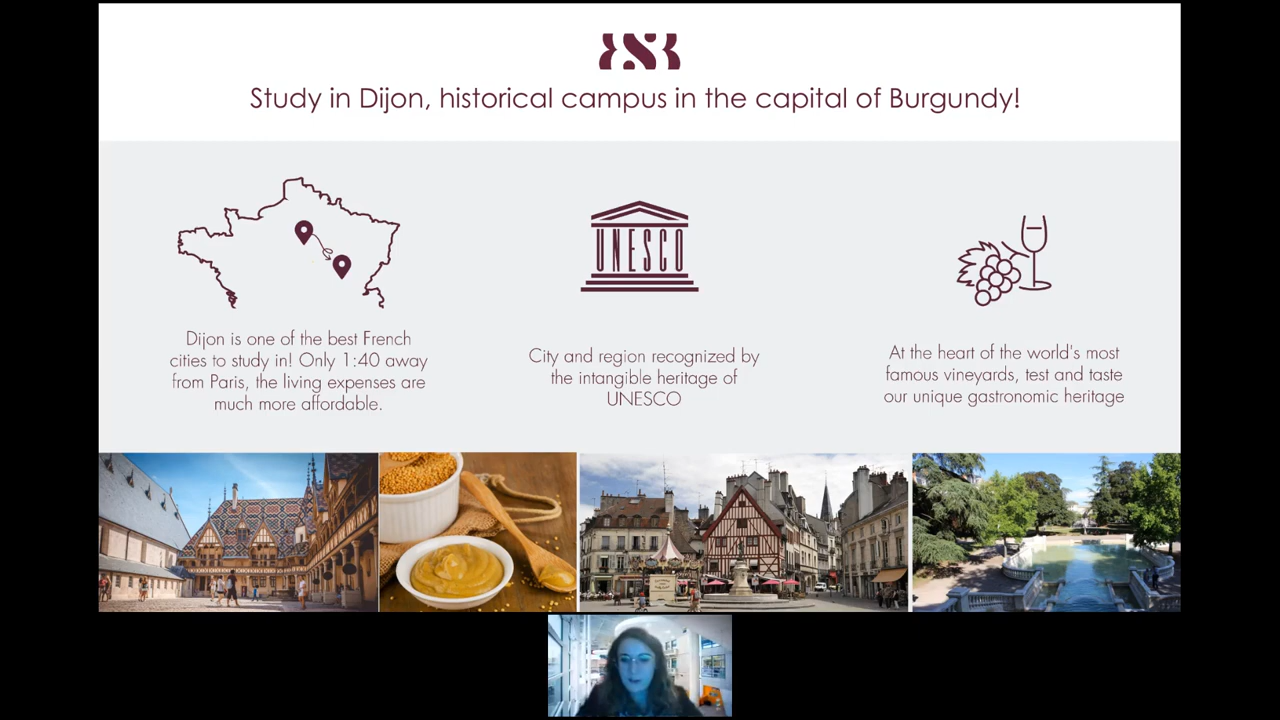 BSB
Study in Dijon, historical campus in the capital of Burgundy!
UNESCO
Dijon is one of the best French
cities to study in! Only 1:40 away
from Paris, the living expenses are
much more affordable.
City and region recognized by
the intangible heritage of
UNESCO
At the heart of the world's most
famous vineyards, test and taste
our unique gastronomic heritage